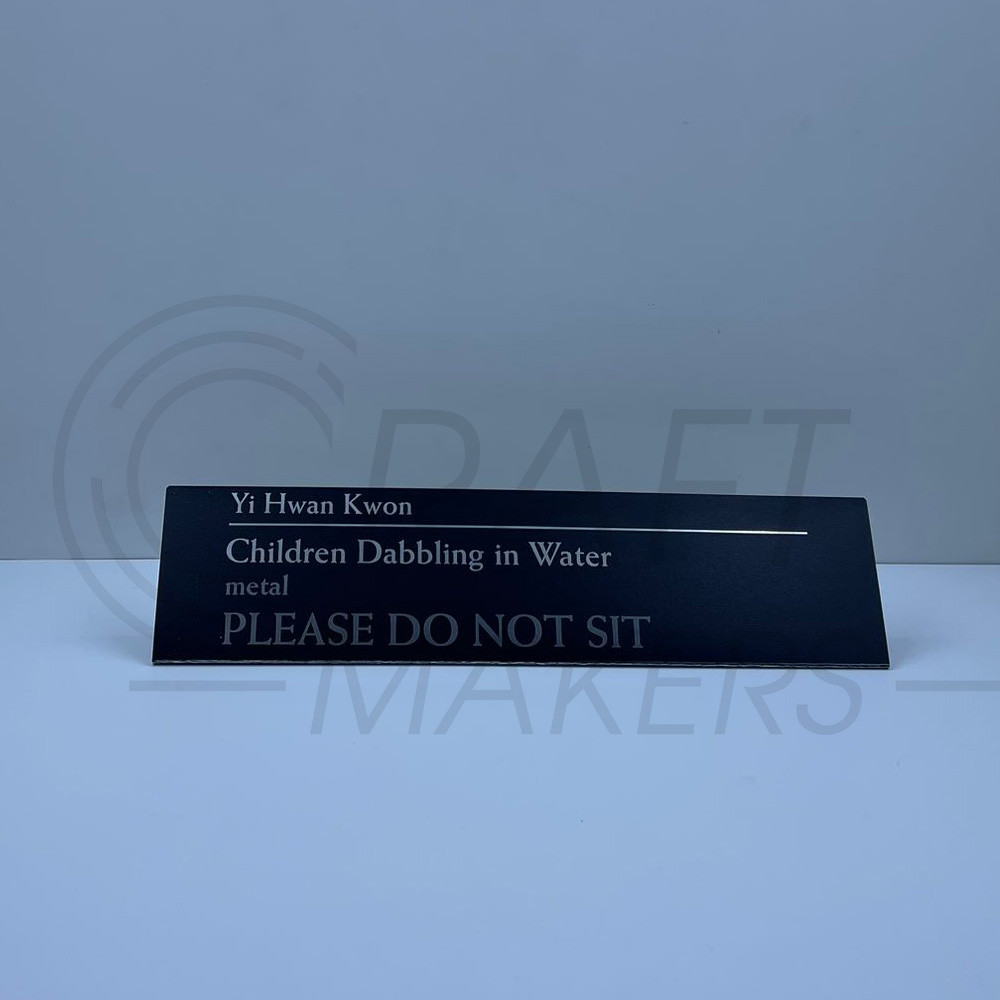 CRAFT
Yi Hwan Kwon
Children Dabbling in Water
metal
PLEASE DO NOT SIT
MAKERS